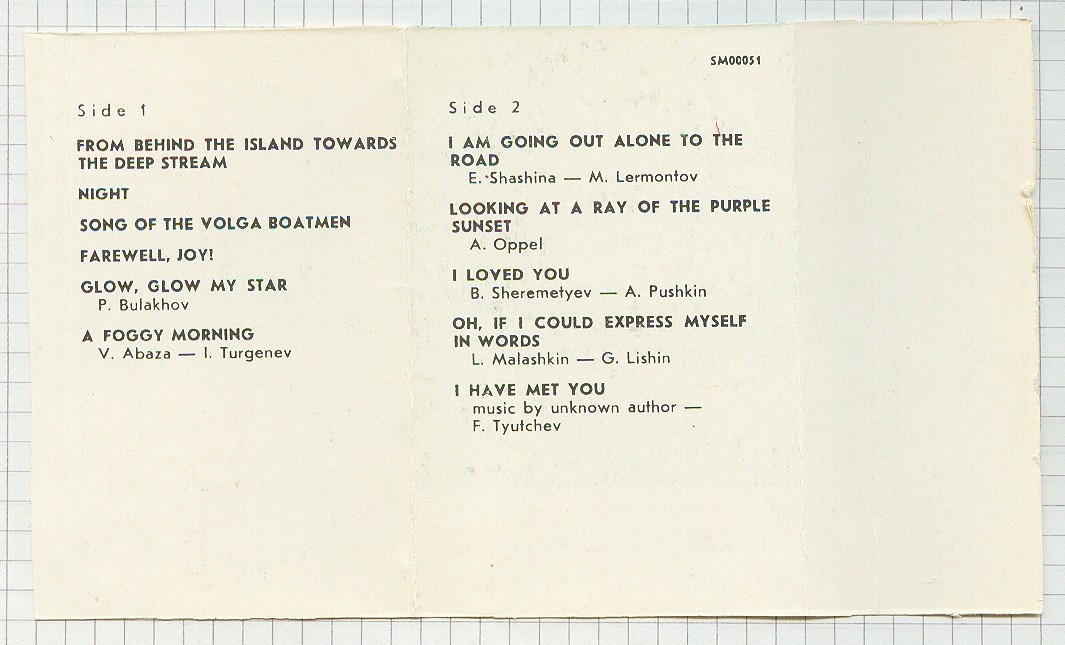 Side 1
FROM BEHIND THE ISLAND TOWARDS
THE DEEP STREAM
NIGHT
SONG OF THE VOLGA BOATMEN
FAREWELL, JOY!
GLOW, GLOW MY STAR
P. Bulakhov
A FOGGY MORNING
V. Abaza — I. Turgenev
SM00051
Side 2
I AM GOING OUT ALONE TO THE
ROAD
E. Shashina — M. Lermontov
LOOKING AT A RAY OF THE PURPLE
SUNSET
A. Oppel
I LOVED YOU
B. Sheremetyev — A. Pushkin
OH, IF I COULD EXPRESS MYSELF
IN WORDS
L. Malashkin — G. Lishin
I HAVE MET YOU
music by unknown author —
F. Tyutchev